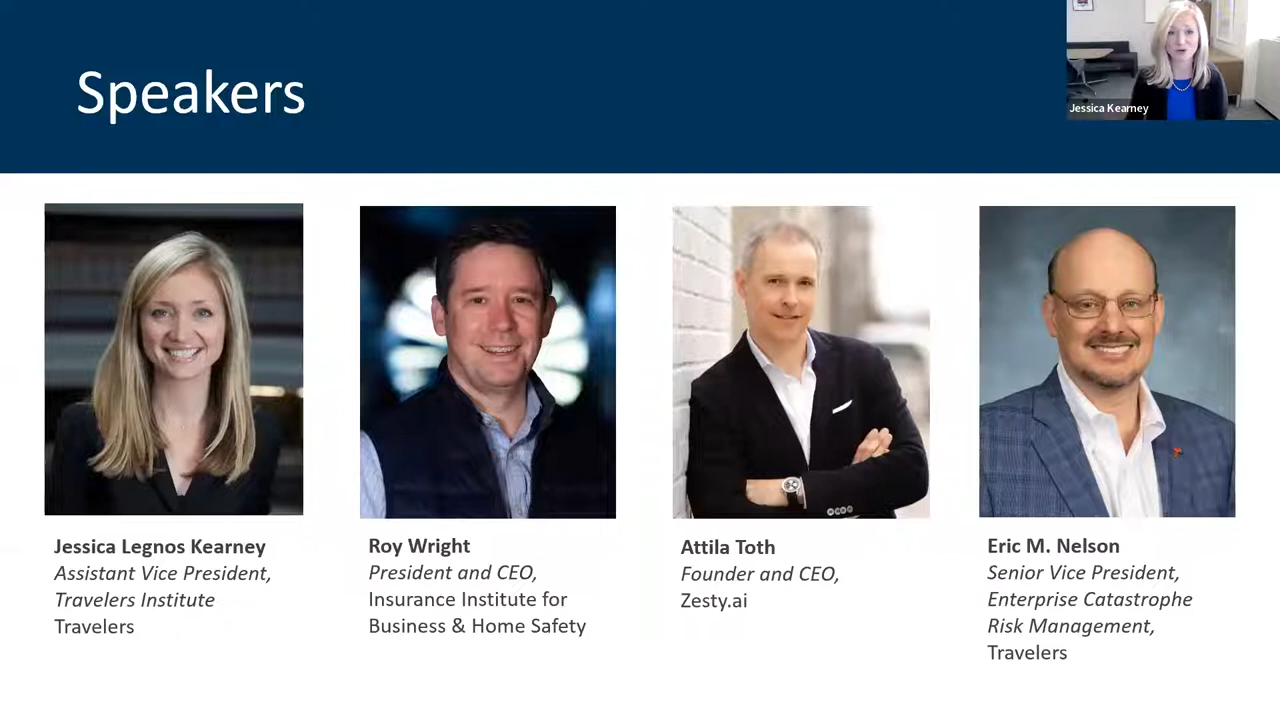 Speakers
Jessica Kearney
Jessica Legnos Kearney
Assistant Vice President,
Travelers Institute
Travelers
Roy Wright
President and CEO,
Insurance Institute for
Business & Home Safety
Attila Toth
Founder and CEO,
Zesty.ai
Eric M. Nelson
Senior Vice President,
Enterprise Catastrophe
Risk Management,
Travelers